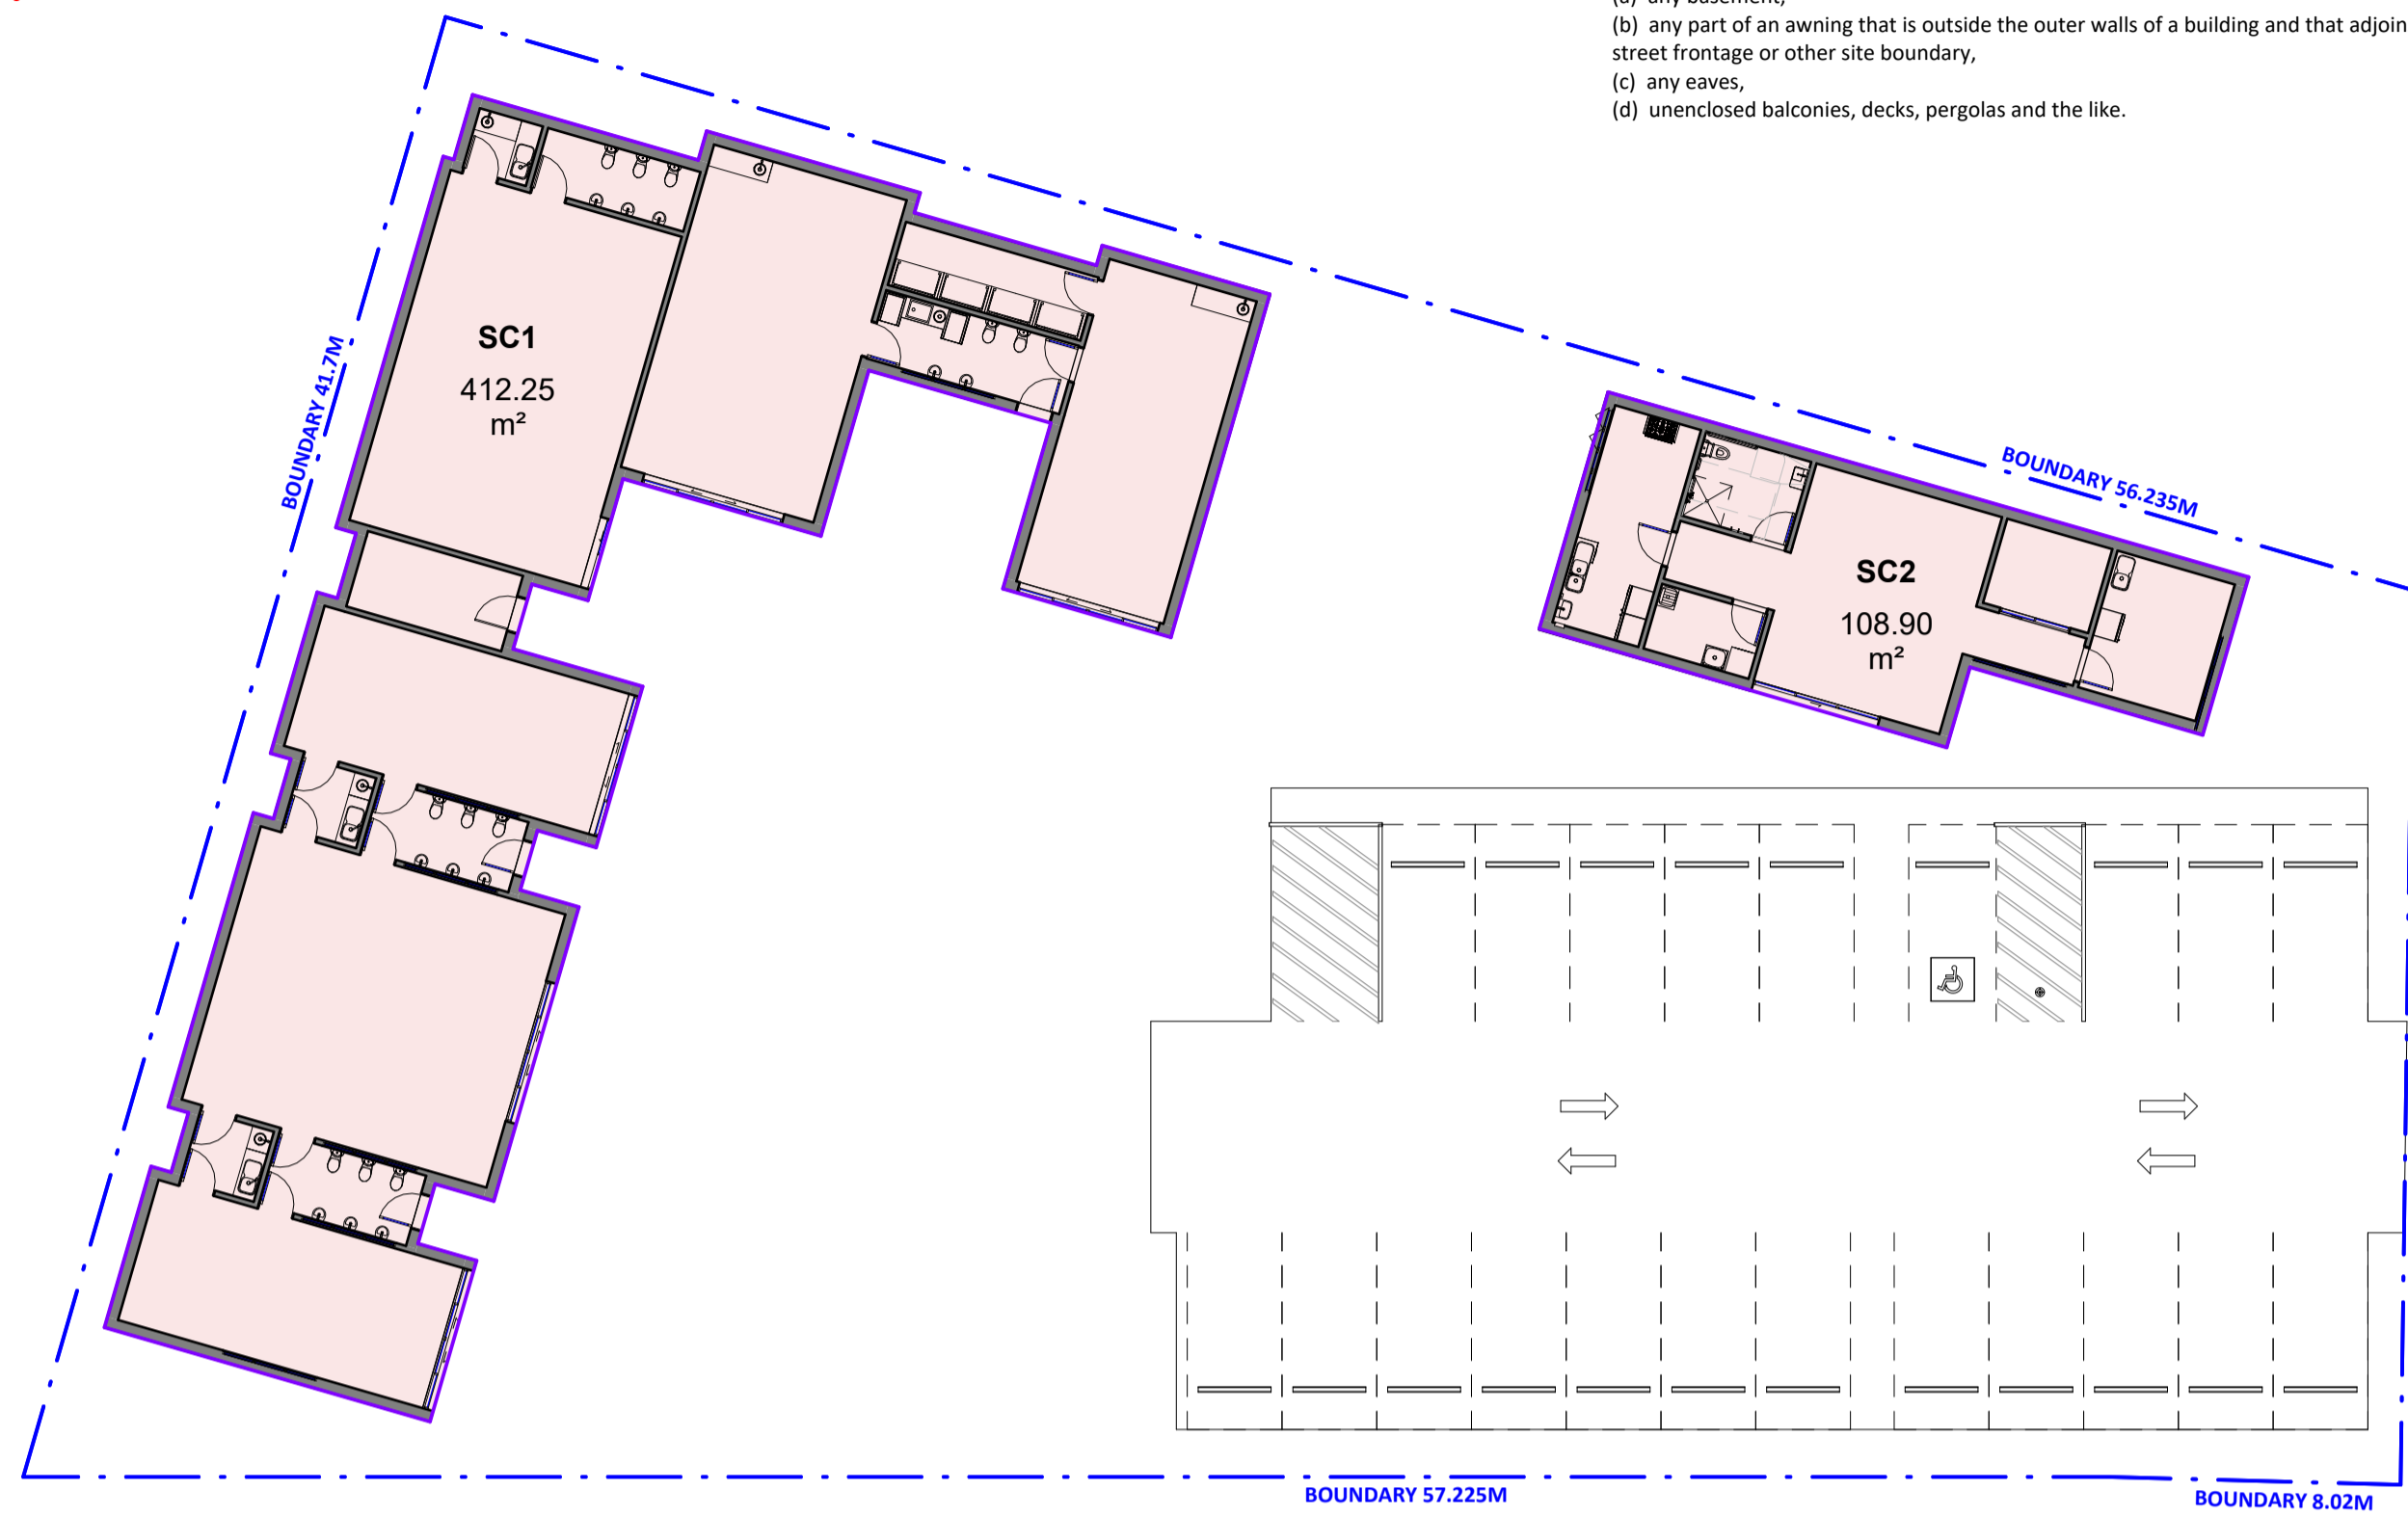 (a) any basement,
(b) any part of an awning that is outside the outer walls of a building and that adjoin
street frontage or other site boundary,
(c) any eaves,
(d) unenclosed balconies, decks, pergolas and the like.
SC1
412.25
m²
BOUNDARY 41.7M
BOUNDARY 56.235M
SC2
108.90
m²
BOUNDARY 57.225M
BOUNDARY 8.02M